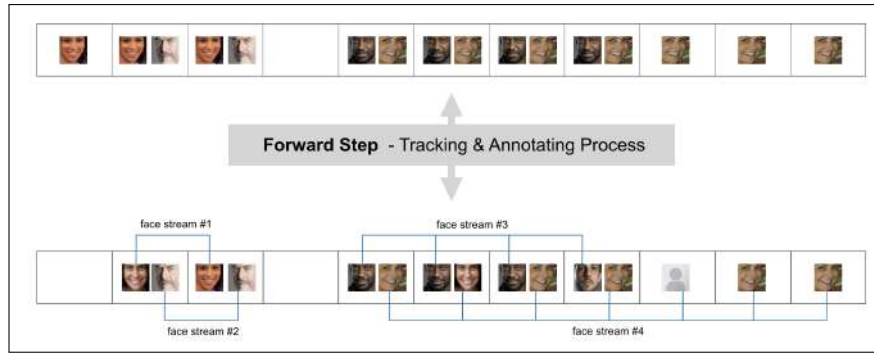 Forward Step - Tracking & Annotating Process
face stream #1
face stream #3
face stream #2
face stream #4